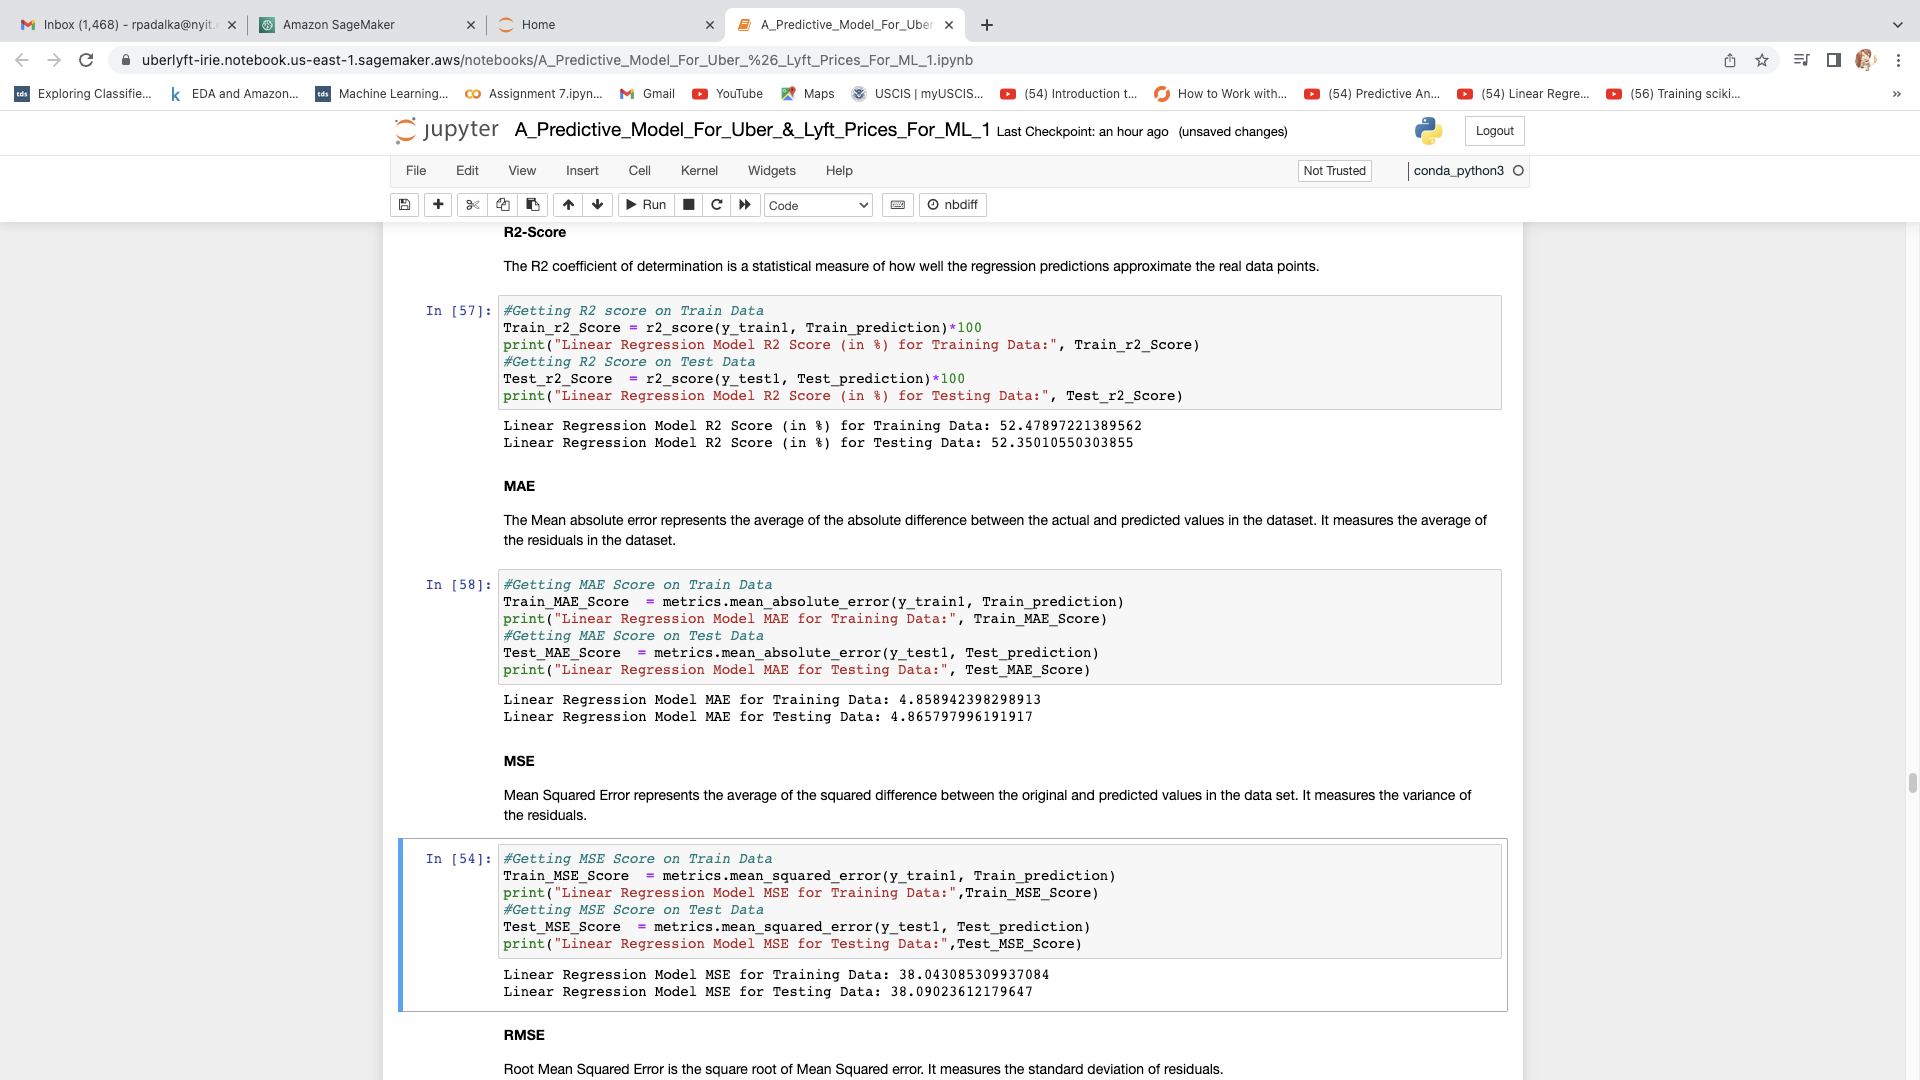 Inbox (1,468) - rpadalka@nyit.
Amazon SageMaker
Home
A_Predictive_Model_For_Uber
uberlyft-irie.notebook.us-east-1.sagemaker.aws/notebooks/A_Predictive_Model_For_Uber_%26_Lyft_Prices_For_ML_1.ipynb
tds Exploring Classifie... EDA and Amazon... tds Machine Learning... Assignment 7.ipyn... Gmail YouTube Maps USCIS | myUSCIS... (54) Introduction t... How to Work with... (54) Predictive An... (54) Linear Regre... (56) Training sciki... »
jupyter A_Predictive_Model_For_Uber_&_Lyft_Prices_For_ML_1 Last Checkpoint: an hour ago (unsaved changes) Logout
File Edit View Insert Cell Kernel Widgets Help Not Trusted conda_python3
Run Code nbdiff
R2-Score
The R2 coefficient of determination is a statistical measure of how well the regression predictions approximate the real data points.
In [57]: #Getting R2 score on Train Data
Train_r2_Score = r2_score(y_train1, Train_prediction)*100
print("Linear Regression Model R2 Score (in %) for Training Data:", Train_r2_Score)
#Getting R2 Score on Test Data
Test_r2_Score  = r2_score(y_test1, Test_prediction)*100
print("Linear Regression Model R2 Score (in %) for Testing Data:", Test_r2_Score)
Linear Regression Model R2 Score (in %) for Training Data: 52.47897221389562
Linear Regression Model R2 Score (in %) for Testing Data: 52.35010550303855
MAE
The Mean absolute error represents the average of the absolute difference between the actual and predicted values in the dataset. It measures the average of
the residuals in the dataset.
In [58]: #Getting MAE Score on Train Data
Train_MAE_Score  = metrics.mean_absolute_error(y_train1, Train_prediction)
print("Linear Regression Model MAE for Training Data:", Train_MAE_Score)
#Getting MAE Score on Test Data
Test_MAE_Score  = metrics.mean_absolute_error(y_test1, Test_prediction)
print("Linear Regression Model MAE for Testing Data:", Test_MAE_Score)
Linear Regression Model MAE for Training Data: 4.858942398298913
Linear Regression Model MAE for Testing Data: 4.865797996191917
MSE
Mean Squared Error represents the average of the squared difference between the original and predicted values in the data set. It measures the variance of
the residuals.
In [54]: #Getting MSE Score on Train Data
Train_MSE_Score  = metrics.mean_squared_error(y_train1, Train_prediction)
print("Linear Regression Model MSE for Training Data:",Train_MSE_Score)
#Getting MSE Score on Test Data
Test_MSE_Score  = metrics.mean_squared_error(y_test1, Test_prediction)
print("Linear Regression Model MSE for Testing Data:",Test_MSE_Score)
Linear Regression Model MSE for Training Data: 38.043085309937084
Linear Regression Model MSE for Testing Data: 38.09023612179647
RMSE
Root Mean Squared Error is the square root of Mean Squared error. It measures the standard deviation of residuals.